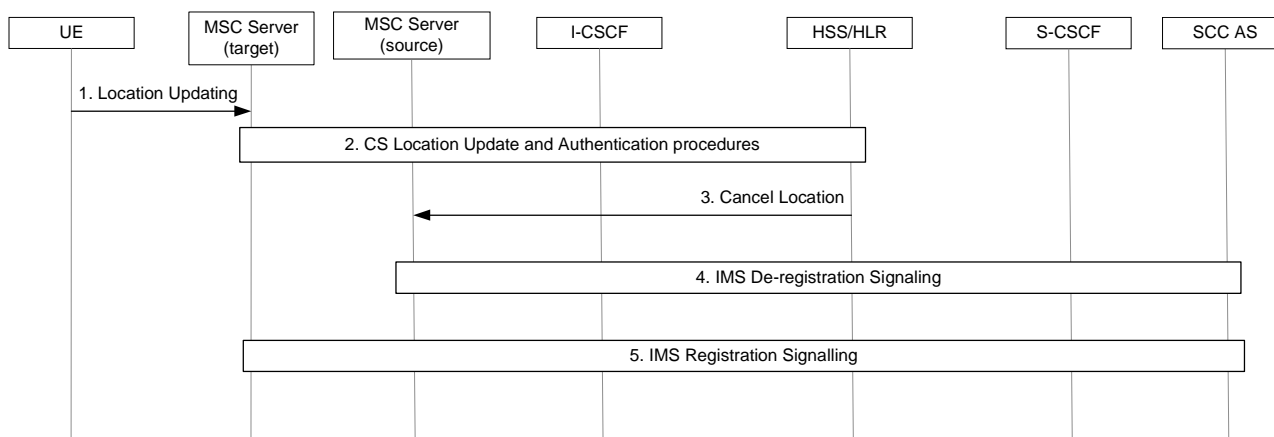 UE
MSC Server
(target)
MSC Server
(source)
I-CSCF
HSS/HLR
S-CSCF
SCC AS
1. Location Updating
2. CS Location Update and Authentication procedures
3. Cancel Location
4. IMS De-registration Signaling
5. IMS Registration Signalling